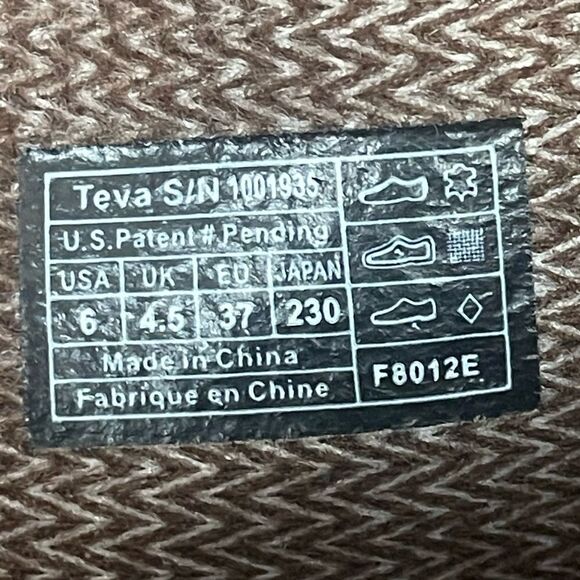 Teva S/N 1001935
U.S.Patent # Pending
USA UK EU JAPAN
6 4.5 37 230
Made in China
Fabrique en Chine
F8012E